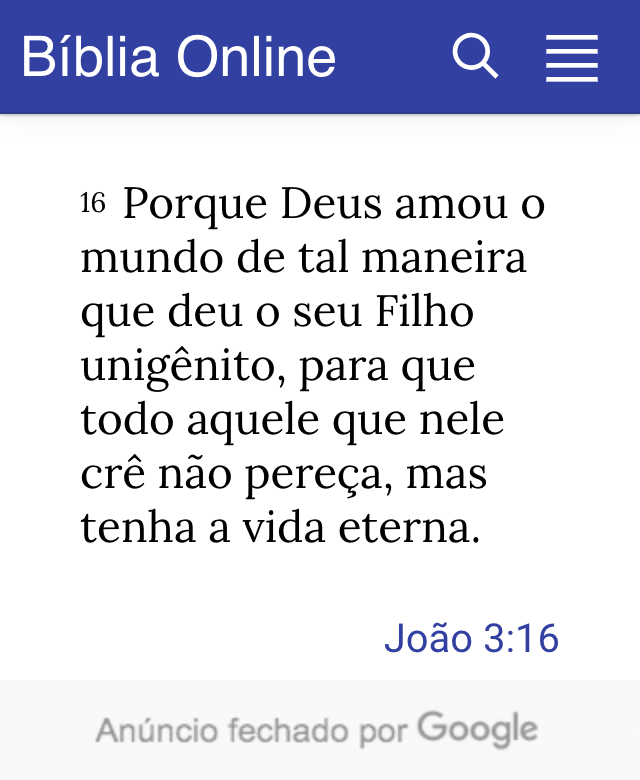 Bíblia Online
16 Porque Deus amou o
mundo de tal maneira
que deu o seu Filho
unigênito, para que
todo aquele que nele
crê não pereça, mas
tenha a vida eterna.
João 3:16
Anúncio fechado por Google